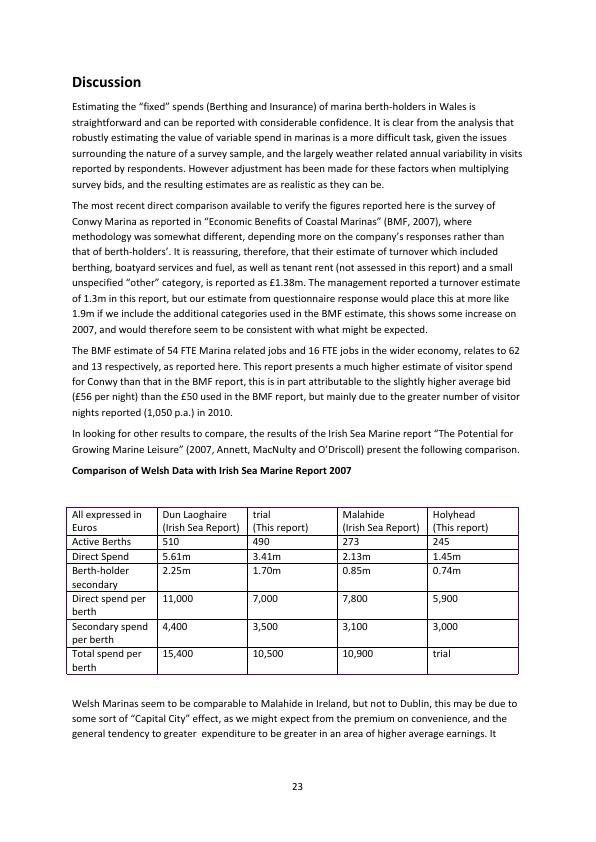 Discussion
Estimating the “fixed” spends (Berthing and Insurance) of marina berth-holders in Wales is
straightforward and can be reported with considerable confidence. It is clear from the analysis that
robustly estimating the value of variable spend in marinas is a more difficult task, given the issues
surrounding the nature of a survey sample, and the largely weather related annual variability in visits
reported by respondents. However adjustment has been made for these factors when multiplying
survey bids, and the resulting estimates are as realistic as they can be.
The most recent direct comparison available to verify the figures reported here is the survey of
Conwy Marina as reported in “Economic Benefits of Coastal Marinas” (BMF, 2007), where
methodology was somewhat different, depending more on the company’s responses rather than
that of berth-holders’. It is reassuring, therefore, that their estimate of turnover which included
berthing, boatyard services and fuel, as well as tenant rent (not assessed in this report) and a small
unspecified “other” category, is reported as £1.38m. The management reported a turnover estimate
of 1.3m in this report, but our estimate from questionnaire response would place this at more like
1.9m if we include the additional categories used in the BMF estimate, this shows some increase on
2007, and would therefore seem to be consistent with what might be expected.
The BMF estimate of 54 FTE Marina related jobs and 16 FTE jobs in the wider economy, relates to 62
and 13 respectively, as reported here. This report presents a much higher estimate of visitor spend
for Conwy than that in the BMF report, this is in part attributable to the slightly higher average bid
(£56 per night) than the £50 used in the BMF report, but mainly due to the greater number of visitor
nights reported (1,050 p.a.) in 2010.
In looking for other results to compare, the results of the Irish Sea Marine report “The Potential for
Growing Marine Leisure” (2007, Annett, MacNulty and O’Driscoll) present the following comparison.
Comparison of Welsh Data with Irish Sea Marine Report 2007
All expressed in Euros | Dun Laoghaire (Irish Sea Report) | trial (This report) | Malahide (Irish Sea Report) | Holyhead (This report)
Active Berths | 510 | 490 | 273 | 245
Direct Spend | 5.61m | 3.41m | 2.13m | 1.45m
Berth-holder secondary | 2.25m | 1.70m | 0.85m | 0.74m
Direct spend per berth | 11,000 | 7,000 | 7,800 | 5,900
Secondary spend per berth | 4,400 | 3,500 | 3,100 | 3,000
Total spend per berth | 15,400 | 10,500 | 10,900 | trial
Welsh Marinas seem to be comparable to Malahide in Ireland, but not to Dublin, this may be due to
some sort of “Capital City” effect, as we might expect from the premium on convenience, and the
general tendency to greater expenditure to be greater in an area of higher average earnings. It
23